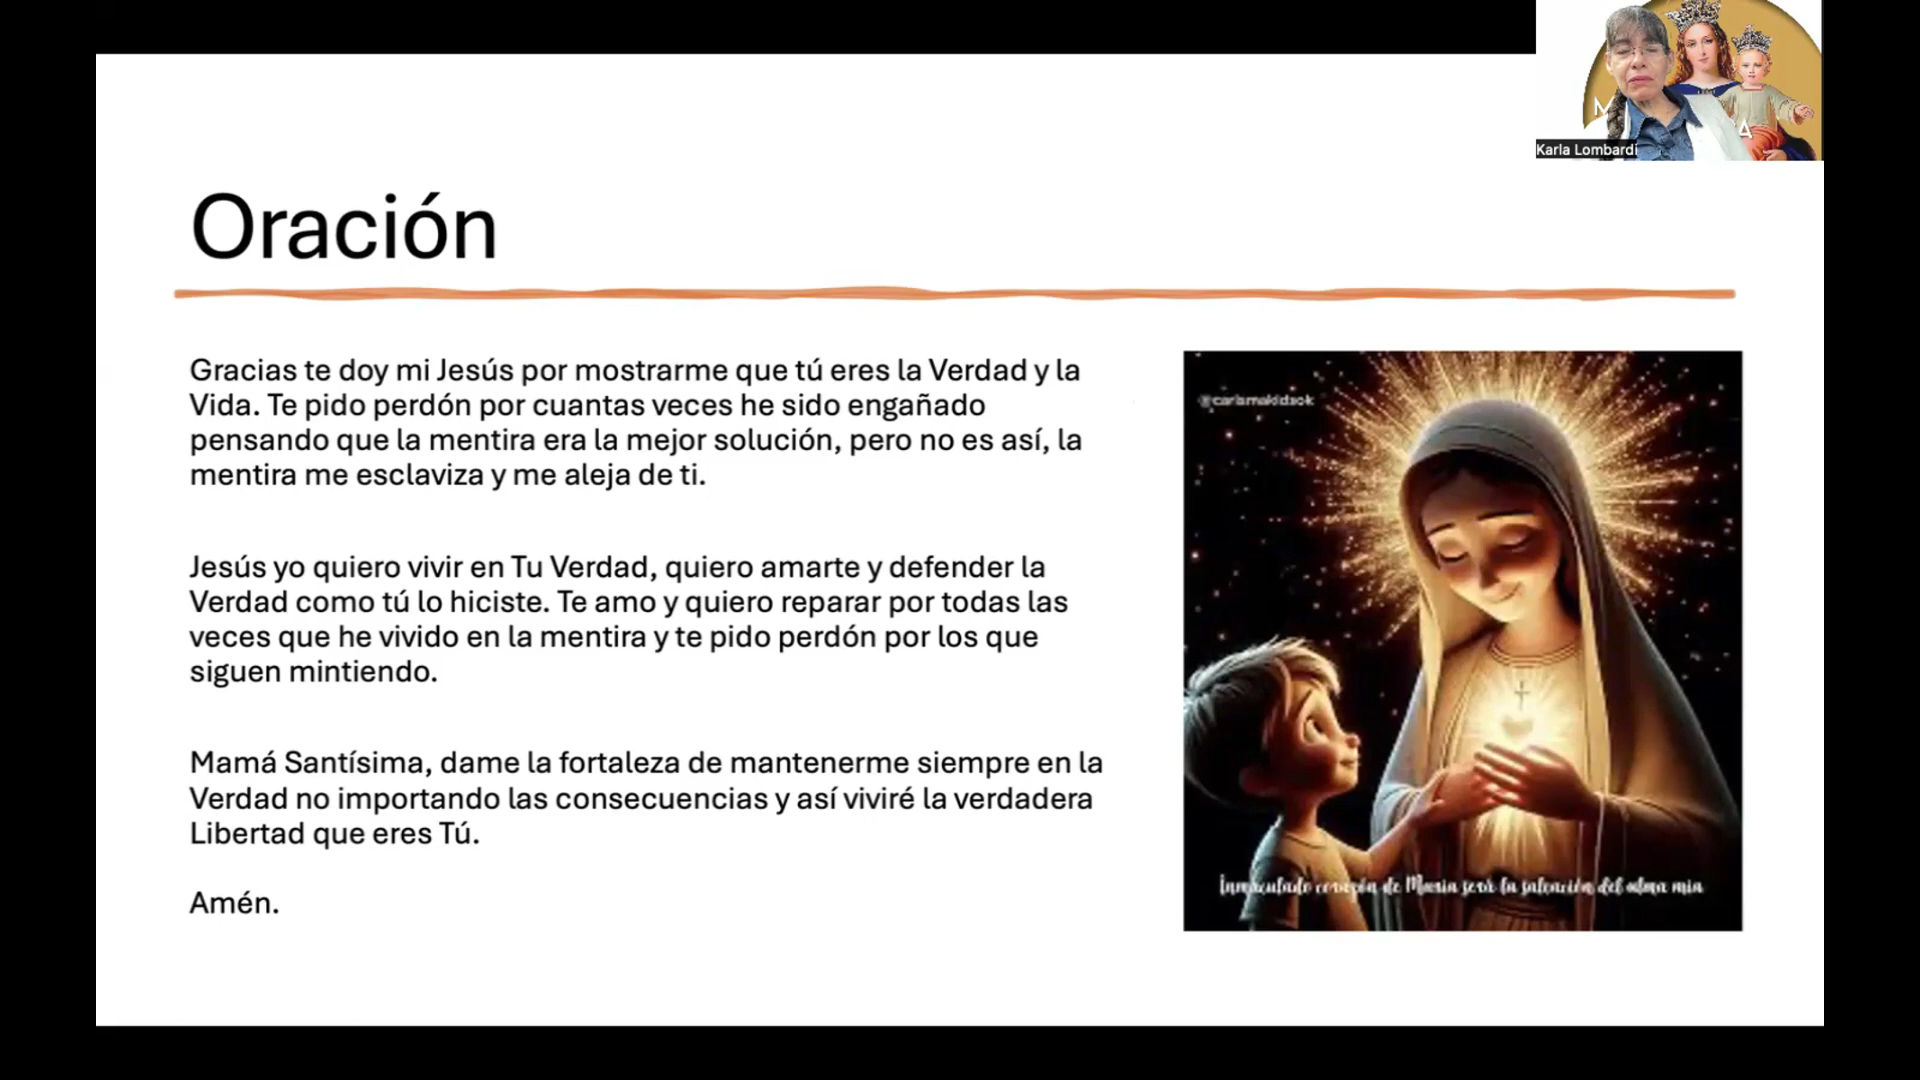 Karla Lombardi
Oración
Gracias te doy mi Jesús por mostrarme que tú eres la Verdad y la
Vida. Te pido perdón por cuantas veces he sido engañado
pensando que la mentira era la mejor solución, pero no es así, la
mentira me esclaviza y me aleja de ti.
Jesús yo quiero vivir en Tu Verdad, quiero amarte y defender la
Verdad como tú lo hiciste. Te amo y quiero reparar por todas las
veces que he vivido en la mentira y te pido perdón por los que
siguen mintiendo.
Mamá Santísima, dame la fortaleza de mantenerme siempre en la
Verdad no importando las consecuencias y así viviré la verdadera
Libertad que eres Tú.
Amén.
@carismakidsok
Inmaculado corazón de María será la salvación del alma mía